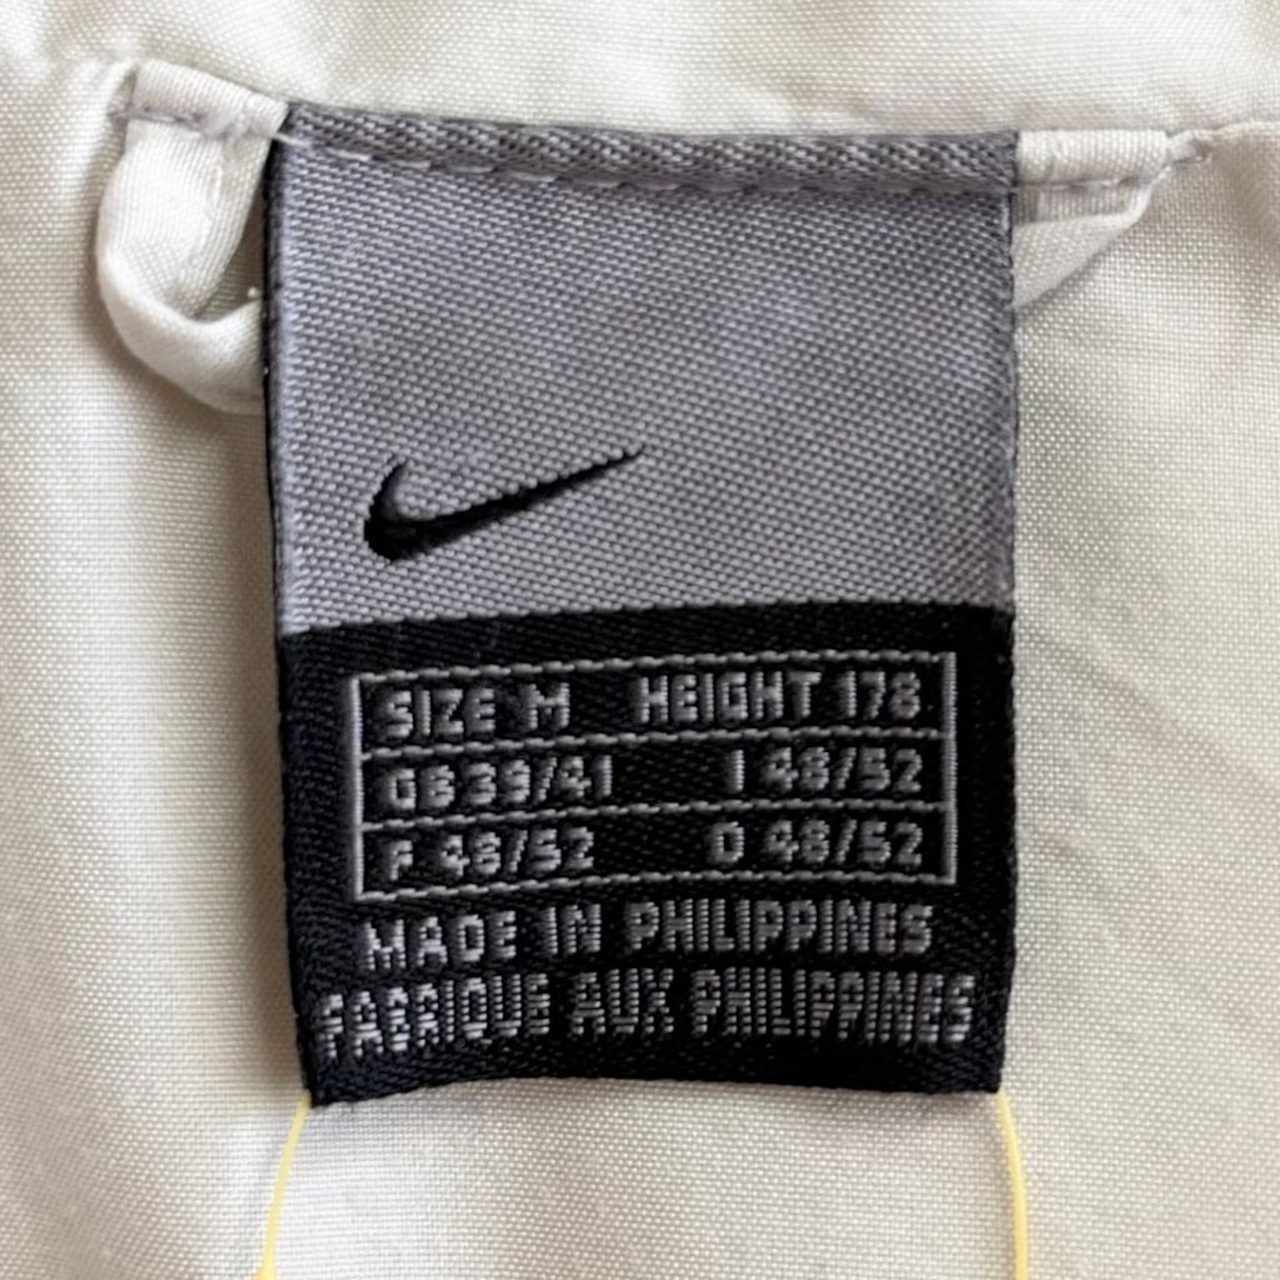 SIZE M HEIGHT 178
GB 39/41 I 48/52
F 48/52 D 48/52
MADE IN PHILIPPINES
FABRIQUE AUX PHILIPPINES